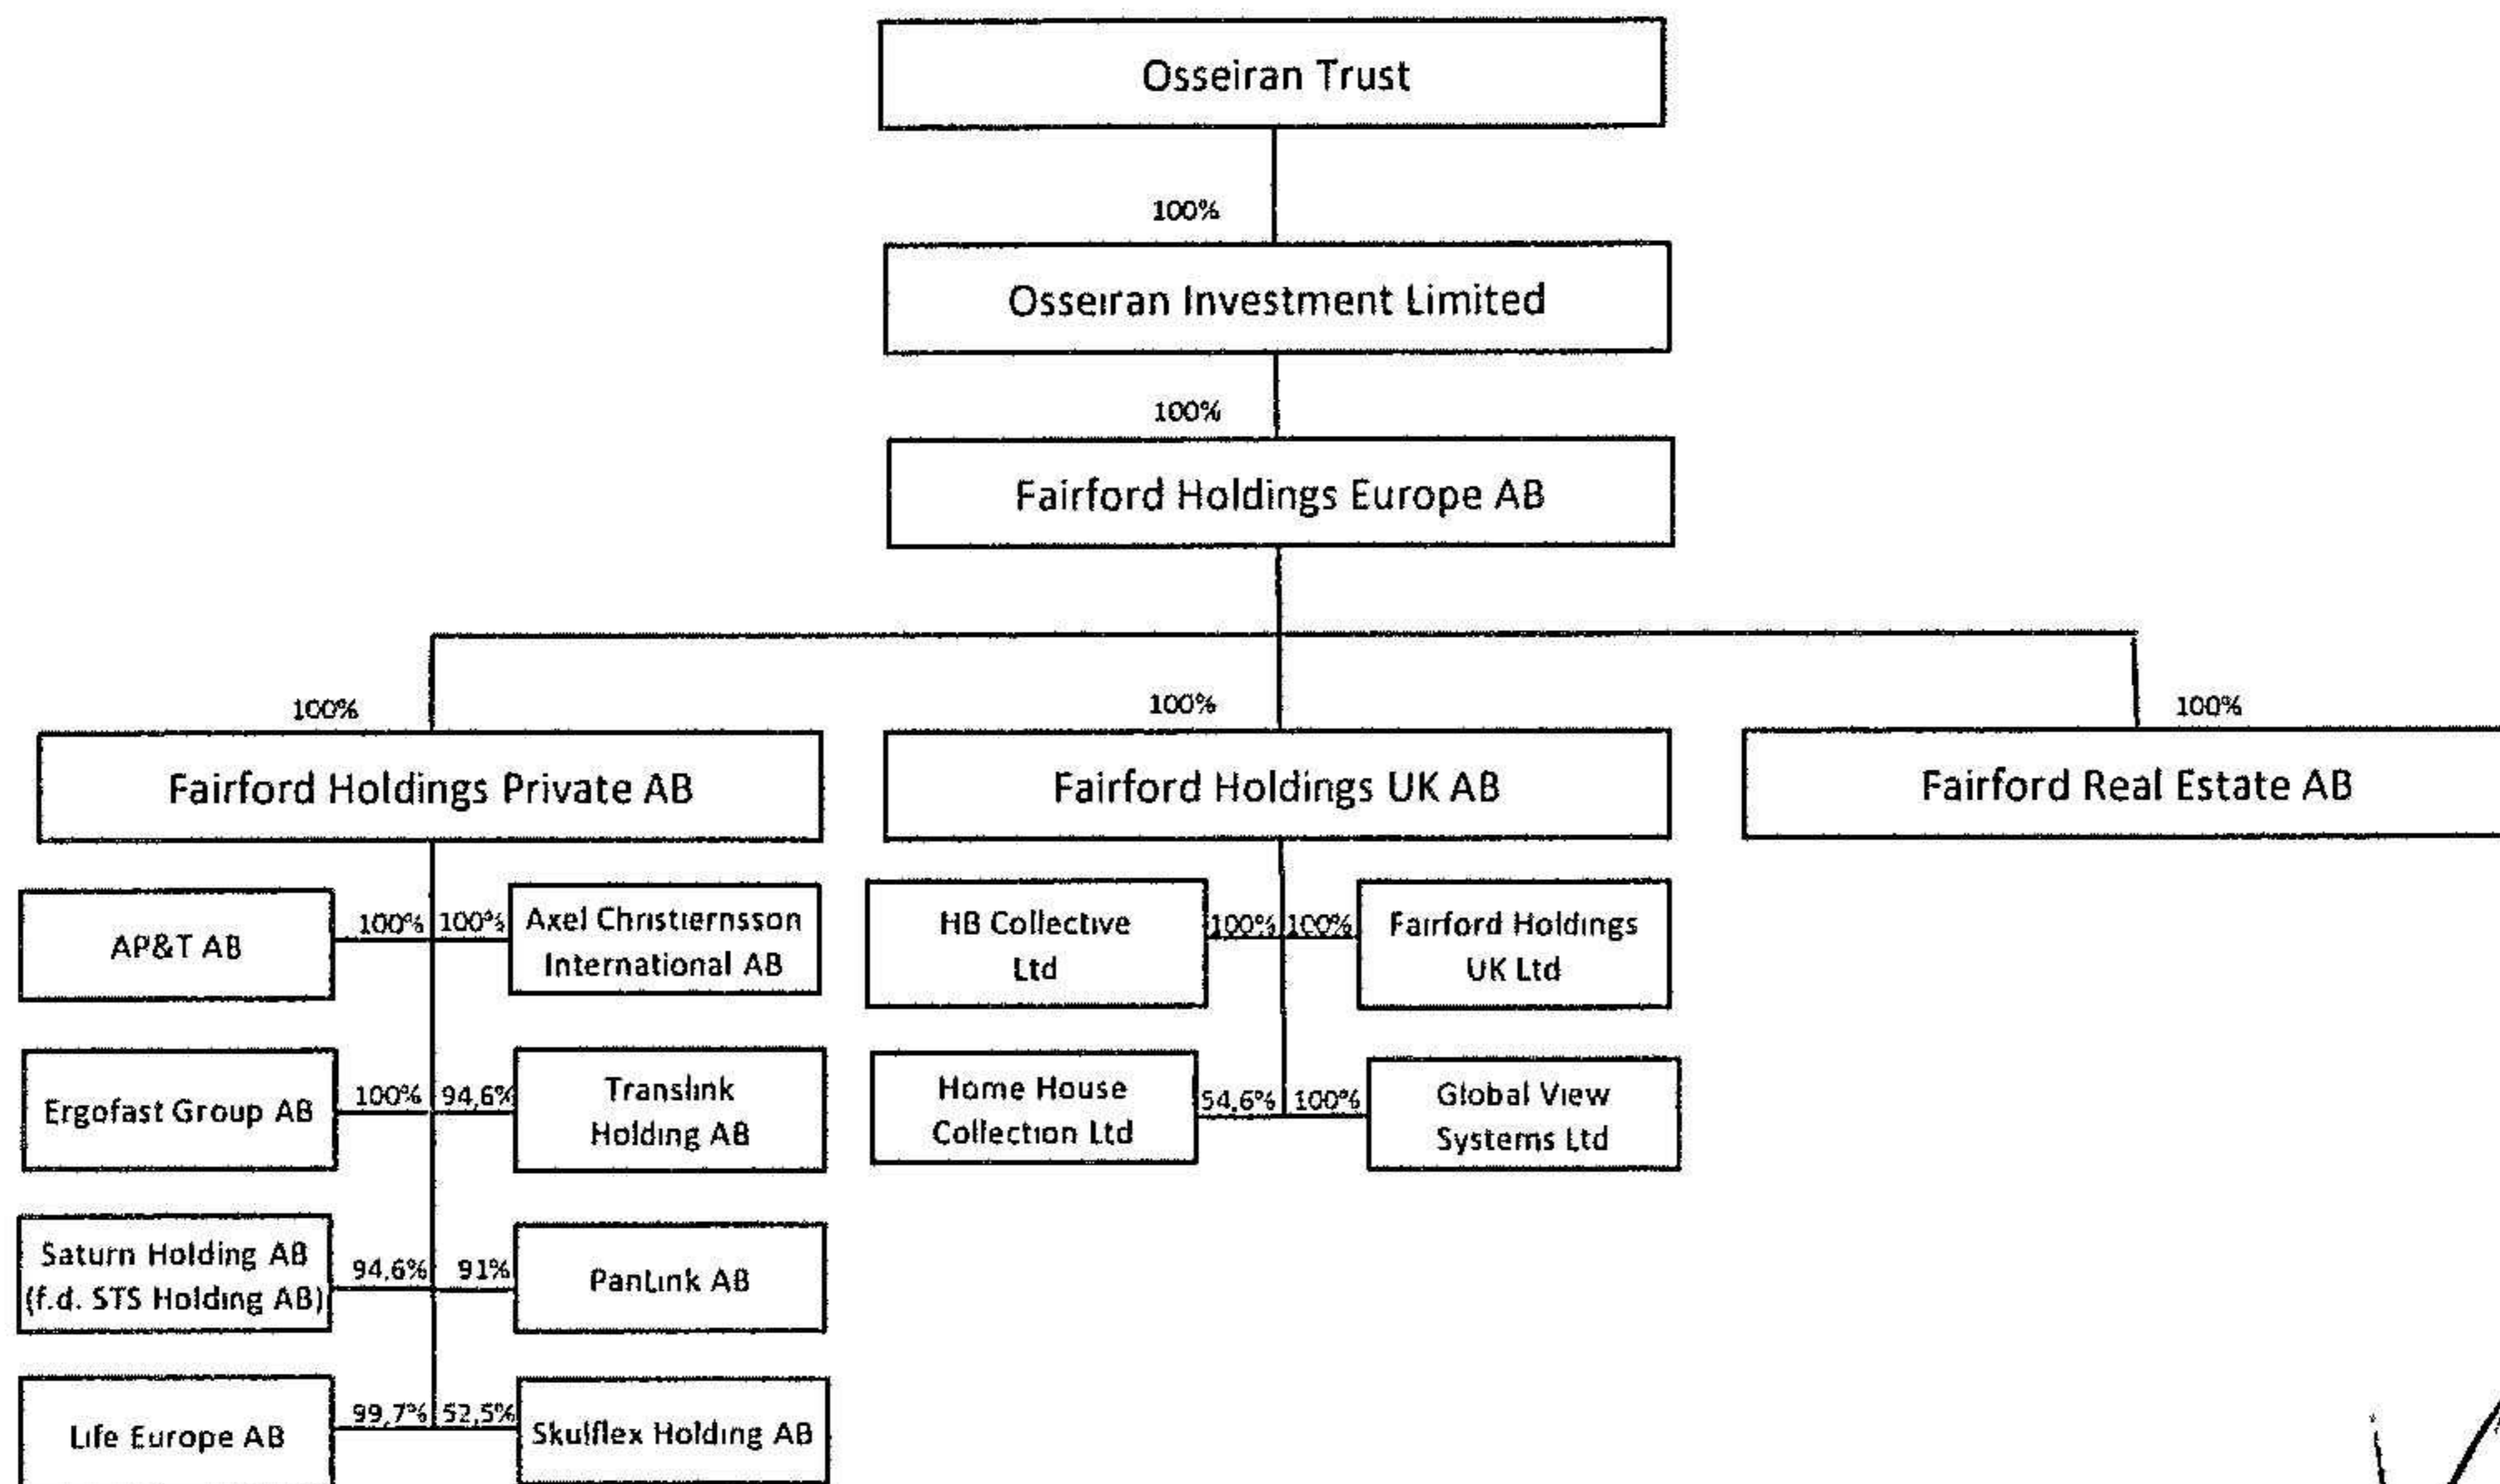 Osseiran Trust
100%
Osseiran Investment Limited
100%
Fairford Holdings Europe AB
100%
100%
100%
Fairford Holdings Private AB
Fairford Holdings UK AB
Fairford Real Estate AB
AP&T AB
100%
100%
Axel Christiernsson
International AB
HB Collective
Ltd
100%
100%
Fairford Holdings
UK Ltd
Ergofast Group AB
100%
94,6%
Translink
Holding AB
Home House
Collection Ltd
54,6%
100%
Global View
Systems Ltd
Saturn Holding AB
(f.d. STS Holding AB)
94,6%
91%
PanLink AB
Life Europe AB
99,7%
52,5%
Skulflex Holding AB